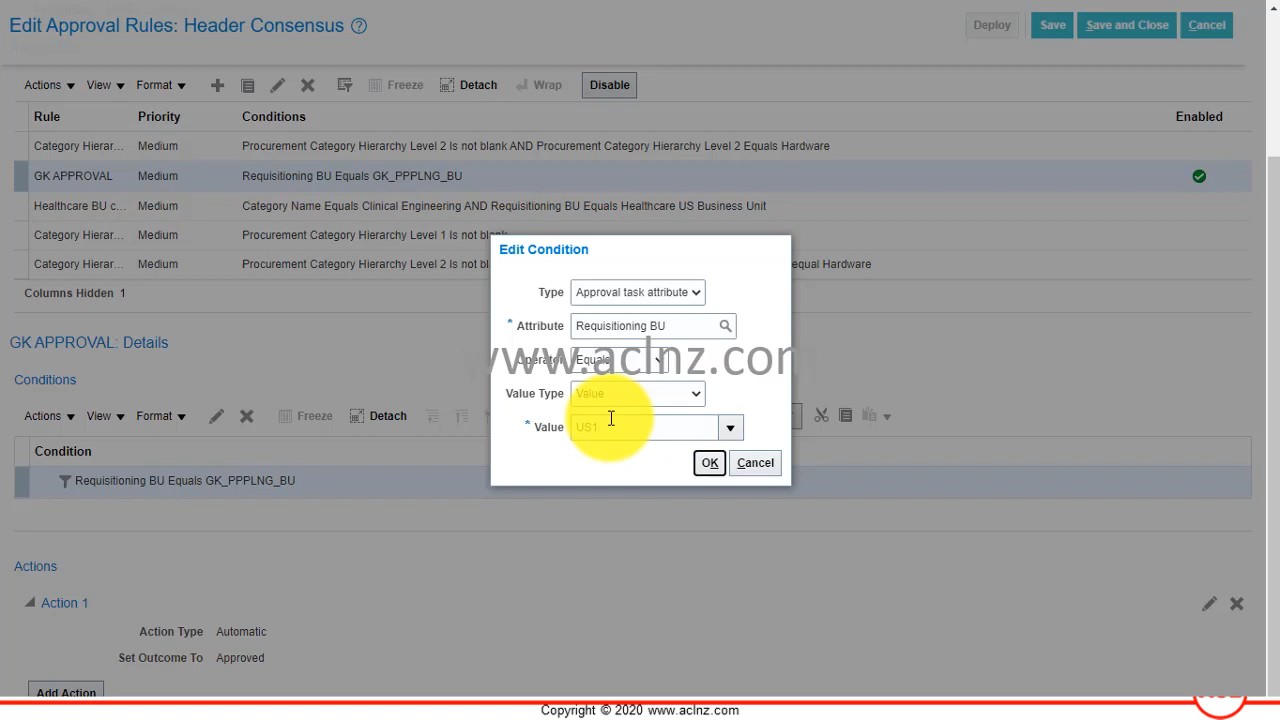 Edit Approval Rules: Header Consensus
Deploy Save Save and Close Cancel
Actions View Format Freeze Detach Wrap Disable
Rule Priority Conditions Enabled
Category Hierar... Medium Procurement Category Hierarchy Level 2 Is not blank AND Procurement Category Hierarchy Level 2 Equals Hardware
GK APPROVAL Medium Requisitioning BU Equals GK_PPPLNG_BU
Healthcare BU c... Medium Category Name Equals Clinical Engineering AND Requisitioning BU Equals Healthcare US Business Unit
Category Hierar... Medium Procurement Category Hierarchy Level 1 Is not blank
Category Hierar... Medium Procurement Category Hierarchy Level 2 Is not bl equal Hardware
Columns Hidden 1
Edit Condition
Type Approval task attribute
* Attribute Requisitioning BU
Operator Equals
www.aclnz.com
Value Type Value
* Value US1
OK Cancel
GK APPROVAL: Details
Conditions
Actions View Format Freeze Detach
Condition
Requisitioning BU Equals GK_PPPLNG_BU
Actions
Action 1
Action Type Automatic
Set Outcome To Approved
Add Action
Copyright © 2020 www.aclnz.com